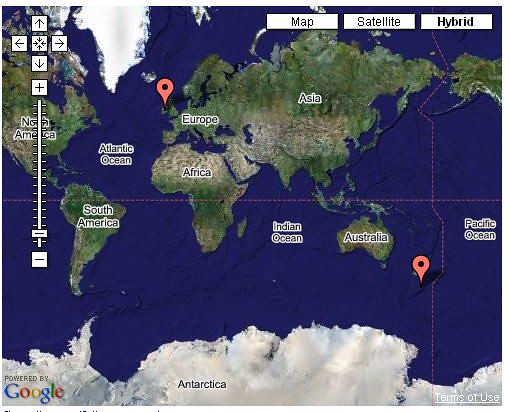 Map
Satellite
Hybrid
Asia
North
America
Europe
Atlantic
Ocean
Africa
South
America
Indian
Ocean
Australia
Pacific
Ocean
Antarctica
POWERED BY
Google
Terms of Use